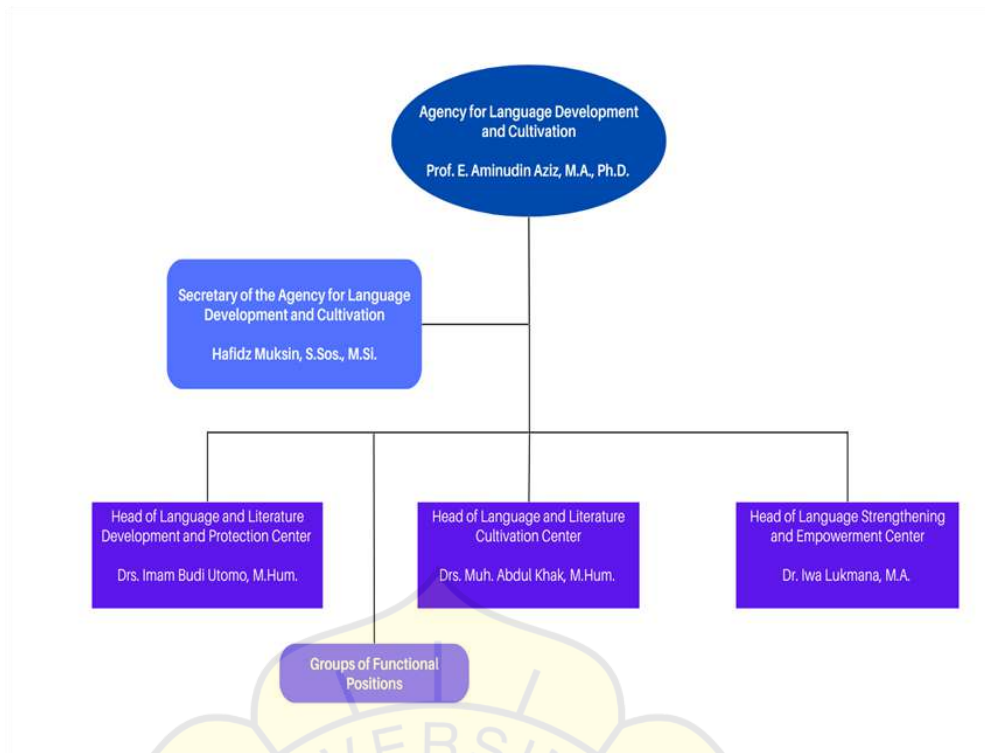 Agency for Language Development
and Cultivation
Prof. E. Aminudin Aziz, M.A., Ph.D.
Secretary of the Agency for Language
Development and Cultivation
Hafidz Muksin, S.Sos., M.Si.
Head of Language and Literature
Development and Protection Center
Drs. Imam Budi Utomo, M.Hum.
Head of Language and Literature
Cultivation Center
Drs. Muh. Abdul Khak, M.Hum.
Head of Language Strengthening
and Empowerment Center
Dr. Iwa Lukmana, M.A.
Groups of Functional
Positions